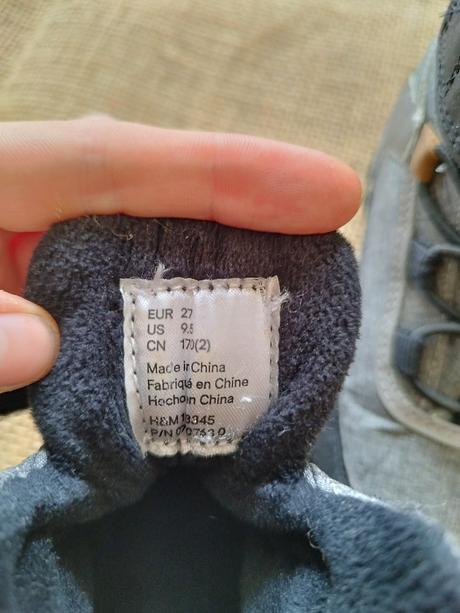 EUR 27
US 9.5
CN 170(2)
Made in China
Fabriqué en Chine
Hecho en China
H&M 13345
P/N